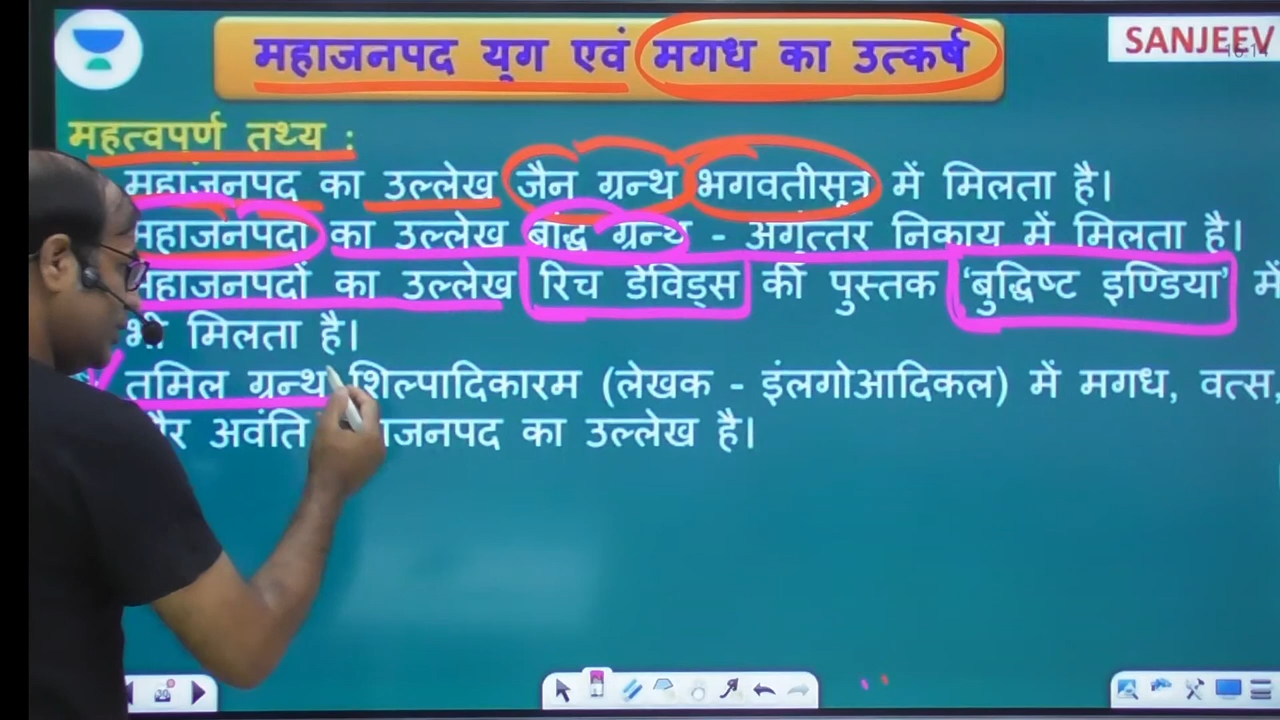 महाजनपद युग एवं मगध का उत्कर्ष
SANJEEV
महत्वपूर्ण तथ्य :
महाजनपद का उल्लेख जैन ग्रन्थ भगवतीसूत्र में मिलता है।
महाजनपदों का उल्लेख बौद्ध ग्रन्थ - अंगुत्तर निकाय में मिलता है।
महाजनपदों का उल्लेख रिच डेविड्स की पुस्तक ‘बुद्धिष्ट इण्डिया’ में
भी मिलता है।
तमिल ग्रन्थ शिल्पादिकारम (लेखक - इंलगोआदिकल) में मगध, वत्स,
अवंति का उल्लेख है।